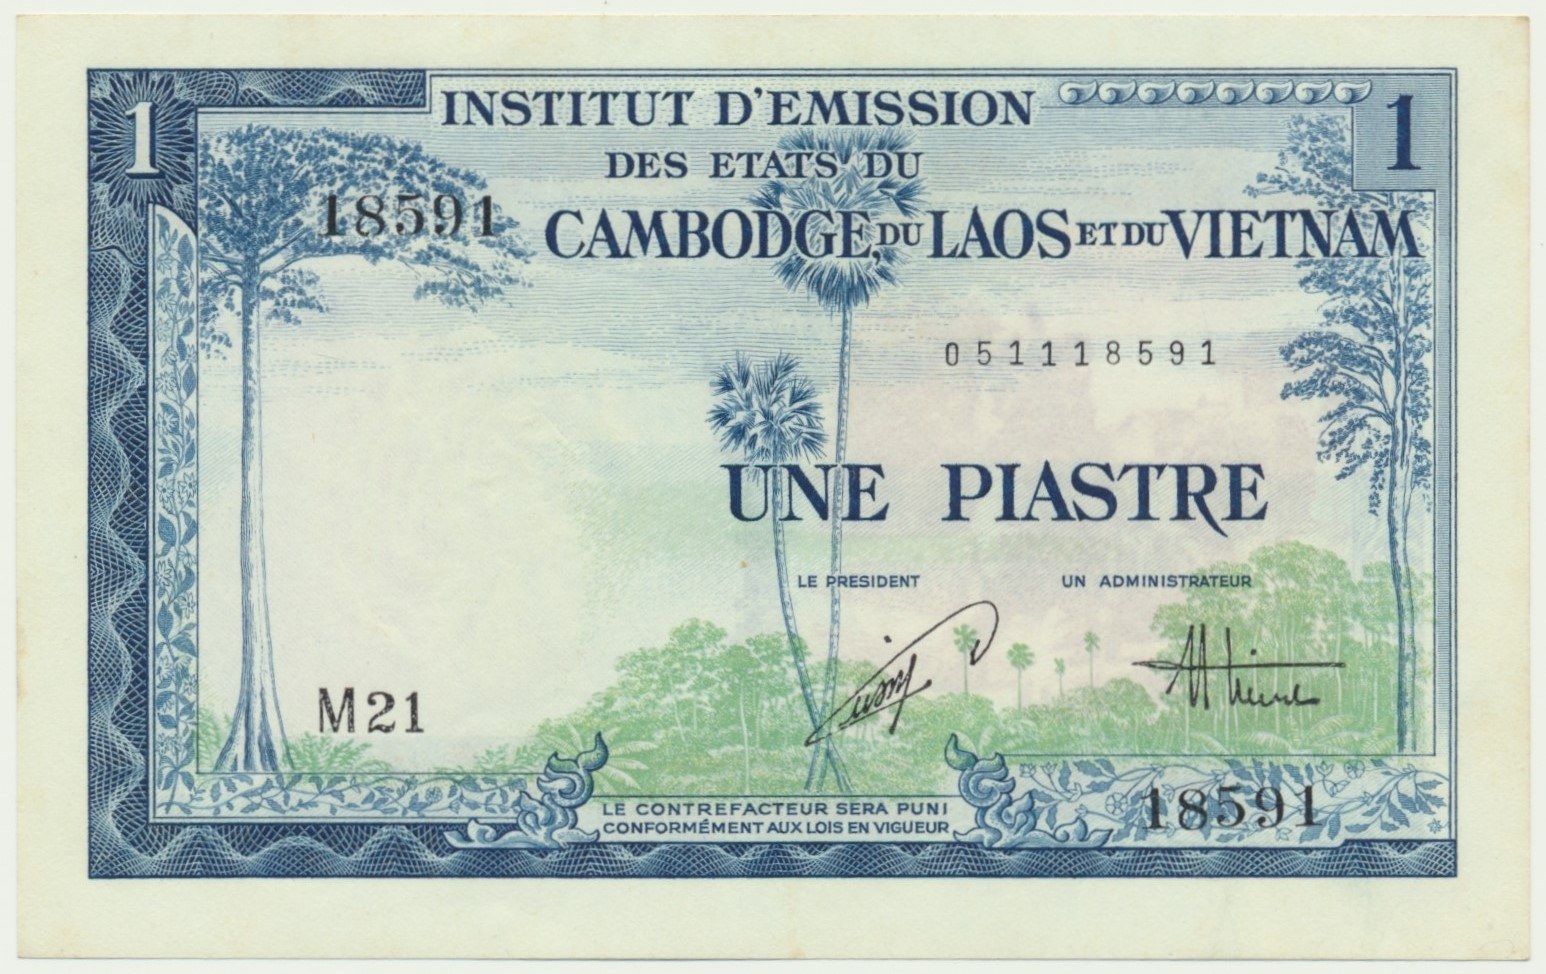 1
INSTITUT D'EMISSION
1
DES ETATS DU
18591
CAMBODGE, DU LAOS ET DU VIETNAM
051118591
UNE PIASTRE
LE PRESIDENT
UN ADMINISTRATEUR
M21
LE CONTREFACTEUR SERA PUNI
CONFORMÉMENT AUX LOIS EN VIGUEUR
18591